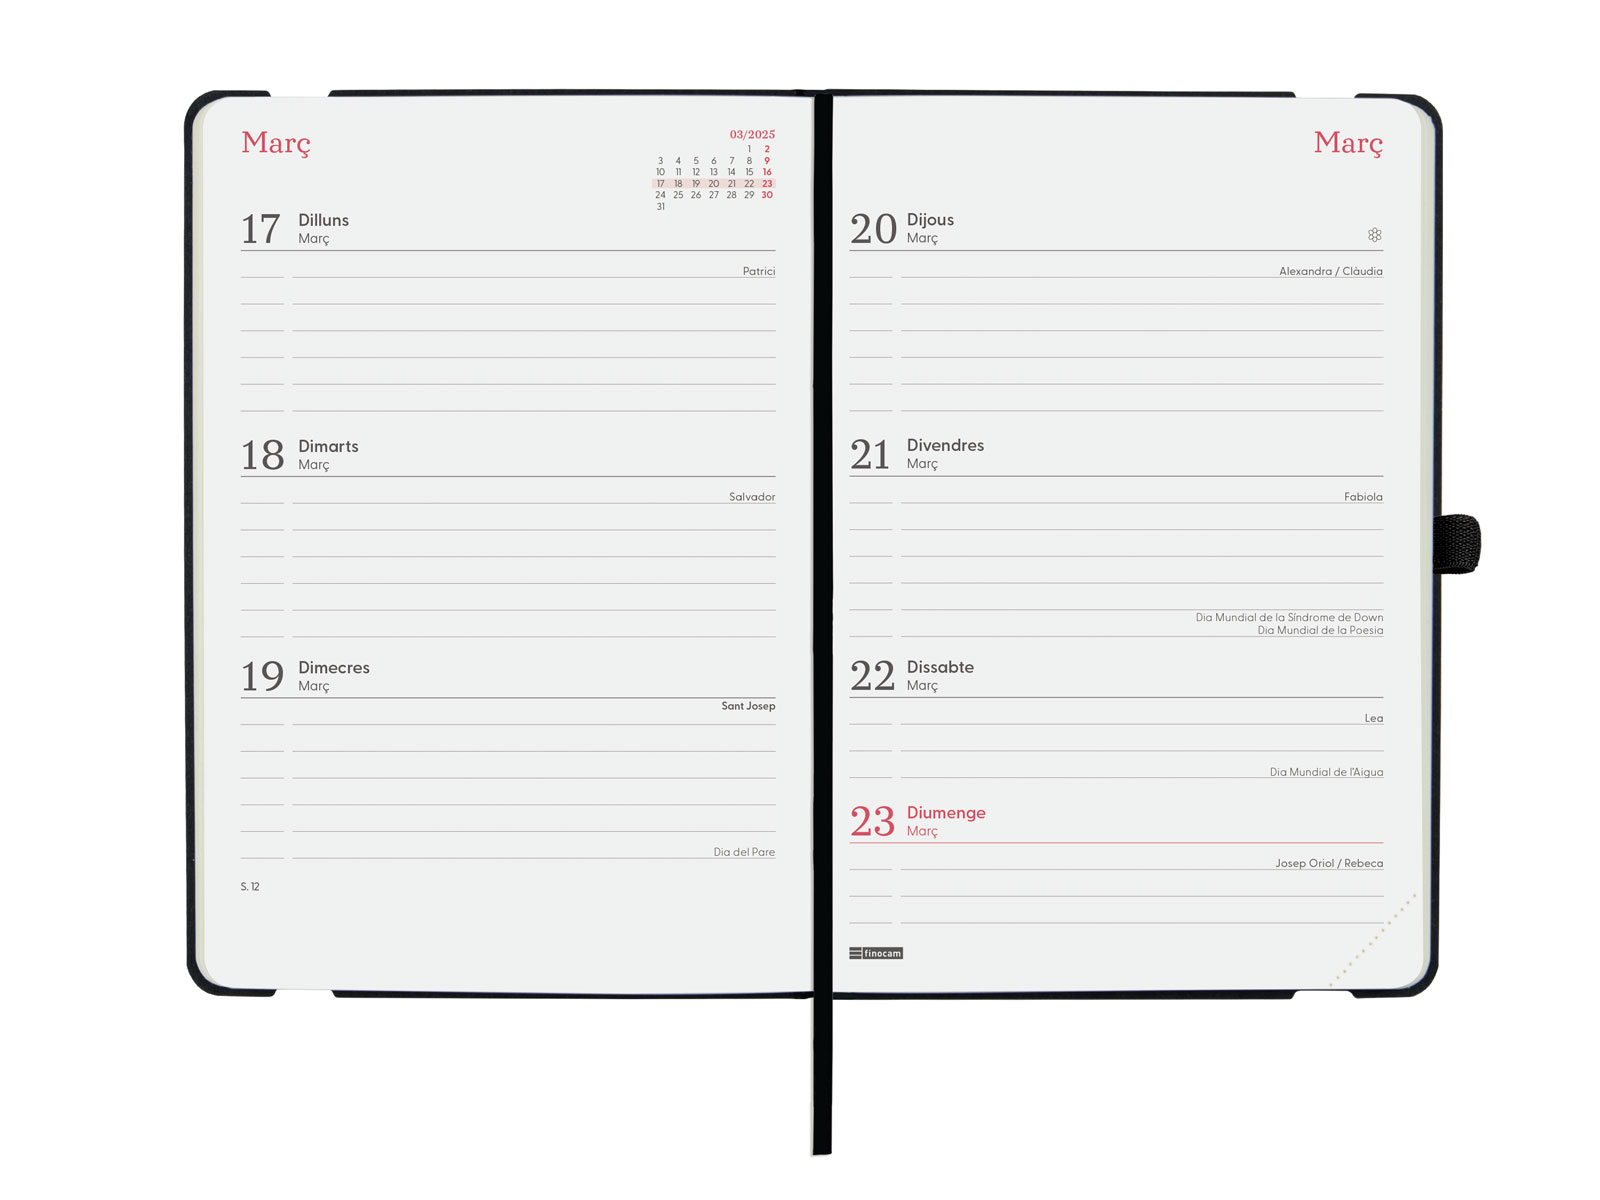 Març
03/2025
1 2
3 4 5 6 7 8 9
10 11 12 13 14 15 16
17 18 19 20 21 22 23
24 25 26 27 28 29 30
31
17 Dilluns
Març
Patrici
18 Dimarts
Març
Salvador
19 Dimecres
Març
Sant Josep
Dia del Pare
S. 12
Març
20 Dijous
Març
Alexandra / Clàudia
21 Divendres
Març
Fabiola
Dia Mundial de la Síndrome de Down
Dia Mundial de la Poesia
22 Dissabte
Març
Lea
Dia Mundial de l'Aigua
23 Diumenge
Març
Josep Oriol / Rebeca
finocam